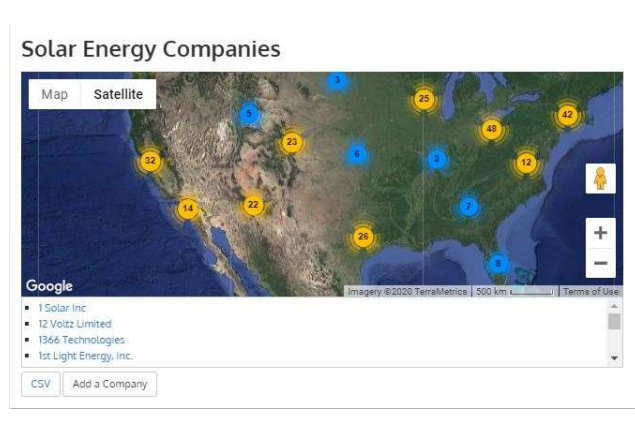 Solar Energy Companies
Map Satellite
3
25
5
42
23
48
6
3
32
12
22
14
7
26
8
Google
Imagery ©2020 TerraMetrics 500 km Terms of Use
1 Solar Inc
12 Voltz Limited
1366 Technologies
1st Light Energy, Inc.
CSV Add a Company